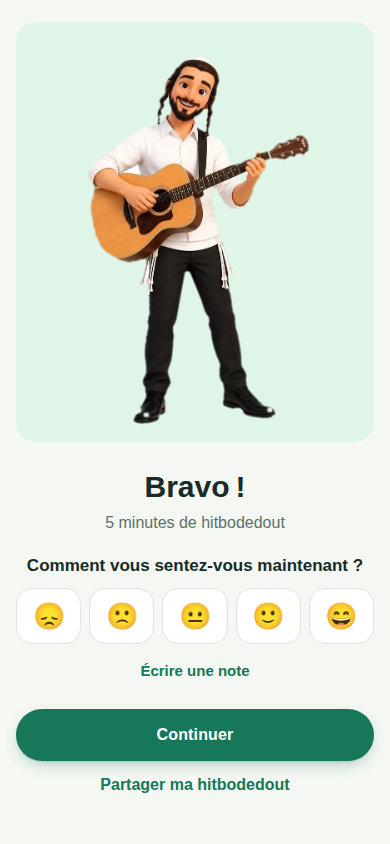 Bravo !
5 minutes de hitbodedout
Comment vous sentez-vous maintenant ?
Écrire une note
Continuer
Partager ma hitbodedout